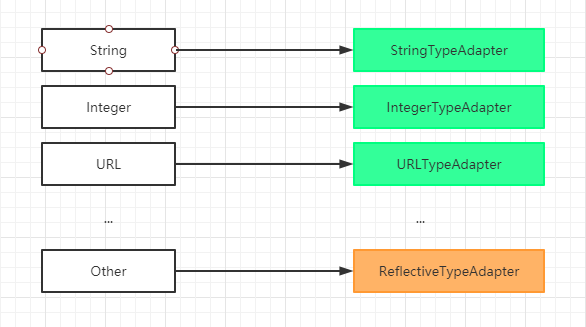 String StringTypeAdapter
Integer IntegerTypeAdapter
URL URLTypeAdapter
... ...
Other ReflectiveTypeAdapter